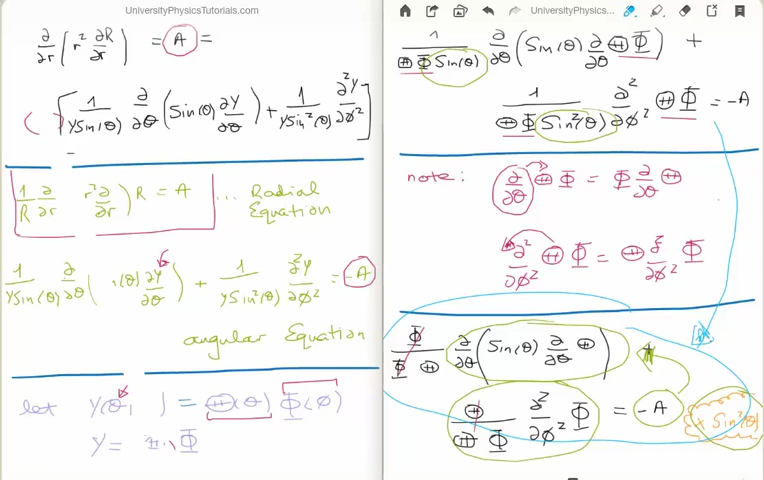 UniversityPhysicsTutorials.com
∂/∂r ( r² ∂R/∂r ) = A =
[ 1/(Y Sin(θ)) ∂/∂θ ( Sin(θ) ∂Y/∂θ ) + 1/(Y Sin²(θ)) ∂²Y/∂ϕ² ]
1/R ∂/∂r r² ∂/∂r ) R = A ... Radial
Equation
1/(Y Sin(θ)) ∂/∂θ ( (θ) ∂Y/∂θ ) + 1/(Y Sin²(θ)) ∂²Y/∂ϕ² = -A
angular Equation
let Y(θ, ) = Θ(θ) Φ(ϕ)
Y = Θ Φ
UniversityPhysics...
1/(ΘΦ Sin(θ)) ∂/∂θ ( Sin(θ) ∂/∂θ ΘΦ ) +
1/(ΘΦ Sin²(θ)) ∂²/∂ϕ² ΘΦ = -A
note: ∂/∂θ ΘΦ = Φ ∂/∂θ Θ
∂²/∂ϕ² ΘΦ = Θ ∂²/∂ϕ² Φ
Φ/(ΦΘ) ∂/∂θ ( Sin(θ) ∂/∂θ Θ ) +
Θ/(ΘΦ) ∂²/∂ϕ² Φ = -A × Sin²(θ)